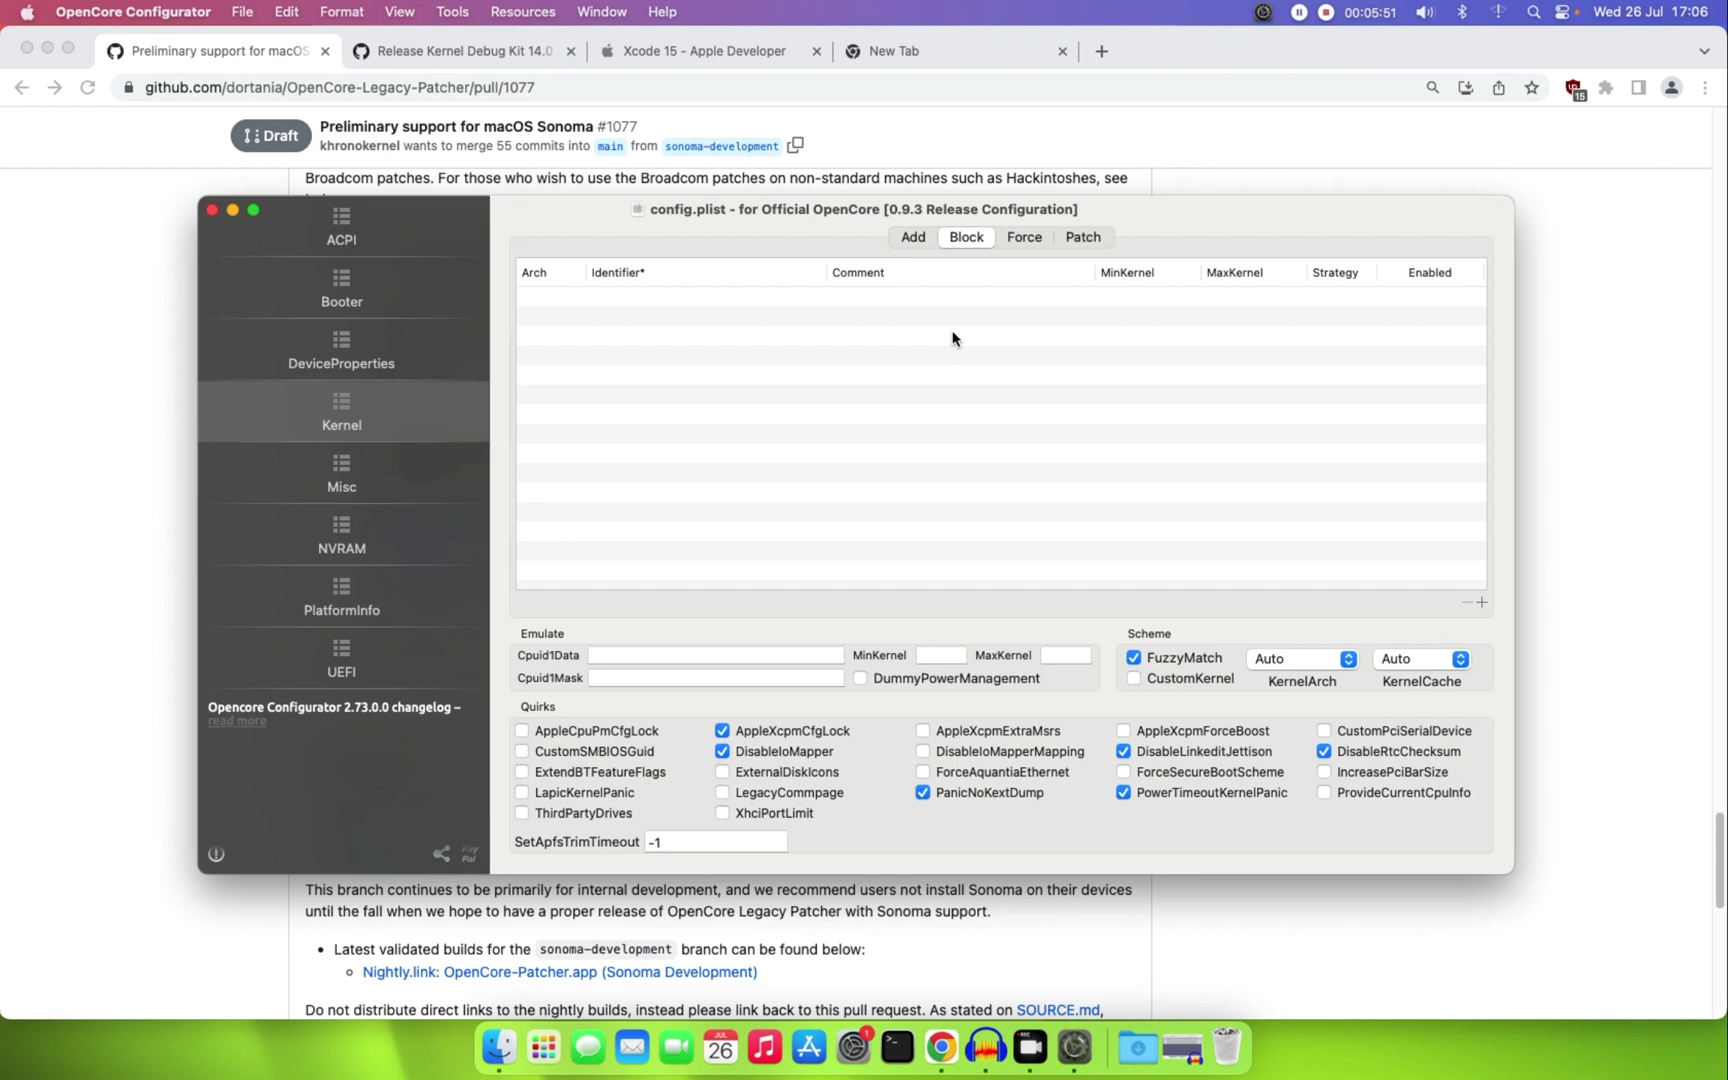 OpenCore Configurator File Edit Format View Tools Resources Window Help 00:05:51 Wed 26 Jul 17:06
Preliminary support for macOS Release Kernel Debug Kit 14.0 Xcode 15 - Apple Developer New Tab
github.com/dortania/OpenCore-Legacy-Patcher/pull/1077 15
Draft
Preliminary support for macOS Sonoma #1077
khronokernel wants to merge 55 commits into main from sonoma-development
Broadcom patches. For those who wish to use the Broadcom patches on non-standard machines such as Hackintoshes, see
config.plist - for Official OpenCore [0.9.3 Release Configuration]
ACPI
Booter
DeviceProperties
Kernel
Misc
NVRAM
PlatformInfo
UEFI
Opencore Configurator 2.73.0.0 changelog –
read more
Pay
Pal
Add Block Force Patch
Arch Identifier* Comment MinKernel MaxKernel Strategy Enabled
Emulate
Cpuid1Data MinKernel MaxKernel
Cpuid1Mask DummyPowerManagement
Scheme
FuzzyMatch Auto Auto
CustomKernel KernelArch KernelCache
Quirks
AppleCpuPmCfgLock AppleXcpmCfgLock AppleXcpmExtraMsrs AppleXcpmForceBoost CustomPciSerialDevice
CustomSMBIOSGuid DisableIoMapper DisableIoMapperMapping DisableLinkeditJettison DisableRtcChecksum
ExtendBTFeatureFlags ExternalDiskIcons ForceAquantiaEthernet ForceSecureBootScheme IncreasePciBarSize
LapicKernelPanic LegacyCommpage PanicNoKextDump PowerTimeoutKernelPanic ProvideCurrentCpuInfo
ThirdPartyDrives XhciPortLimit
SetApfsTrimTimeout -1
This branch continues to be primarily for internal development, and we recommend users not install Sonoma on their devices
until the fall when we hope to have a proper release of OpenCore Legacy Patcher with Sonoma support.
• Latest validated builds for the sonoma-development branch can be found below:
Nightly.link: OpenCore-Patcher.app (Sonoma Development)
Do not distribute direct links to the nightly builds, instead please link back to this pull request. As stated on SOURCE.md,
JUL
26
1
REC